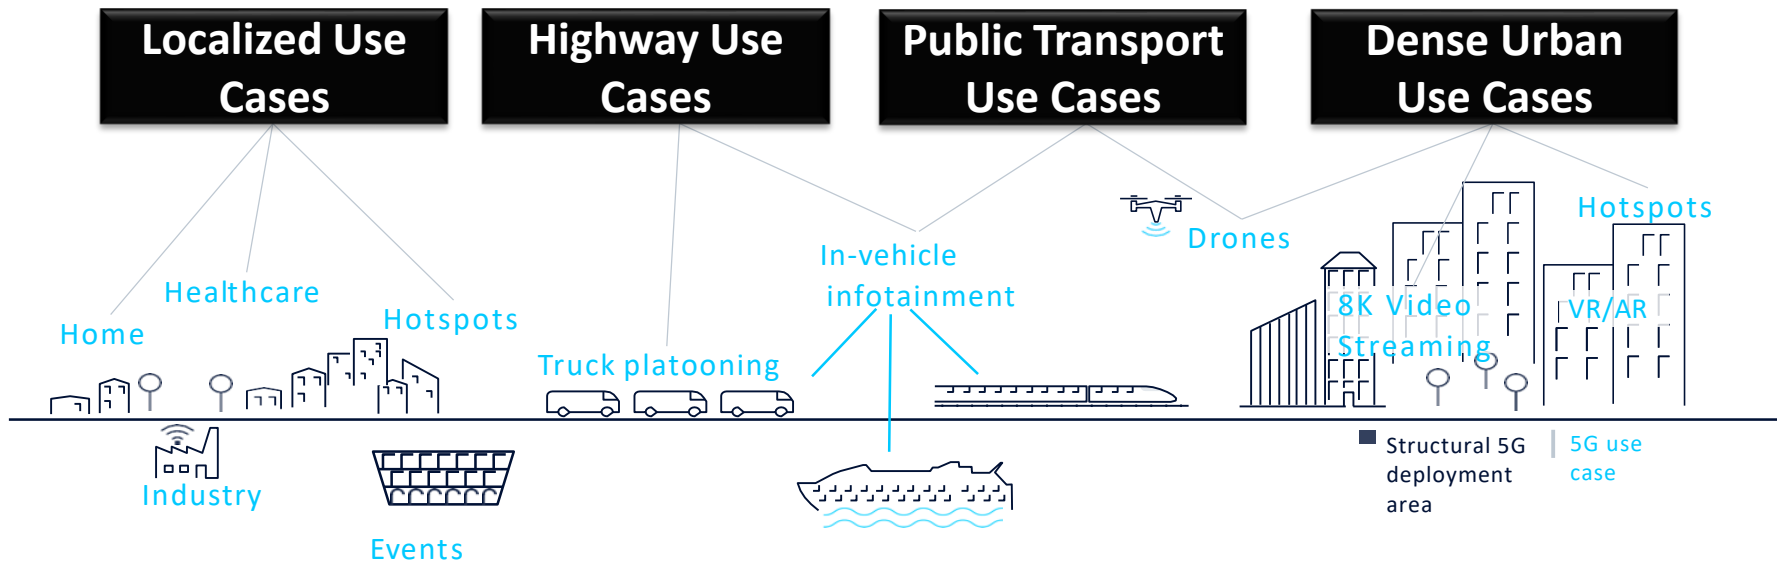 Localized Use
Cases
Highway Use
Cases
Public Transport
Use Cases
Dense Urban
Use Cases
Home
Healthcare
Hotspots
Truck platooning
In-vehicle
infotainment
Drones
8K Video
Streaming
VR/AR
Hotspots
Industry
Events
Structural 5G
deployment
area
5G use
case